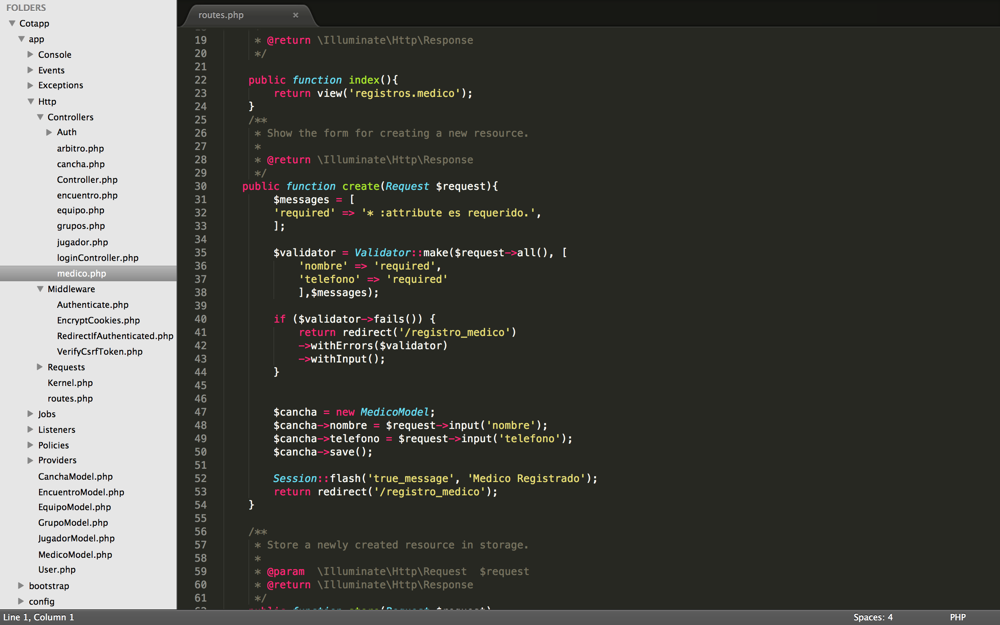 FOLDERS
Cotapp
app
Console
Events
Exceptions
Http
Controllers
Auth
arbitro.php
cancha.php
Controller.php
encuentro.php
equipo.php
grupos.php
jugador.php
loginController.php
medico.php
Middleware
Authenticate.php
EncryptCookies.php
RedirectIfAuthenticated.php
VerifyCsrfToken.php
Requests
Kernel.php
routes.php
Jobs
Listeners
Policies
Providers
CanchaModel.php
EncuentroModel.php
EquipoModel.php
GrupoModel.php
JugadorModel.php
MedicoModel.php
User.php
bootstrap
config
routes.php ×
19 * @return \Illuminate\Http\Response
20 */
21
22 public function index(){
23 return view('registros.medico');
24 }
25 /**
26 * Show the form for creating a new resource.
27 *
28 * @return \Illuminate\Http\Response
29 */
30 public function create(Request $request){
31 $messages = [
32 'required' => '* :attribute es requerido.',
33 ];
34
35 $validator = Validator::make($request->all(), [
36 'nombre' => 'required',
37 'telefono' => 'required'
38 ],$messages);
39
40 if ($validator->fails()) {
41 return redirect('/registro_medico')
42 ->withErrors($validator)
43 ->withInput();
44 }
45
46
47 $cancha = new MedicoModel;
48 $cancha->nombre = $request->input('nombre');
49 $cancha->telefono = $request->input('telefono');
50 $cancha->save();
51
52 Session::flash('true_message', 'Medico Registrado');
53 return redirect('/registro_medico');
54 }
55
56 /**
57 * Store a newly created resource in storage.
58 *
59 * @param  \Illuminate\Http\Request  $request
60 * @return \Illuminate\Http\Response
61 */
62 public function store(Request $request)
Line 1, Column 1
Spaces: 4
PHP